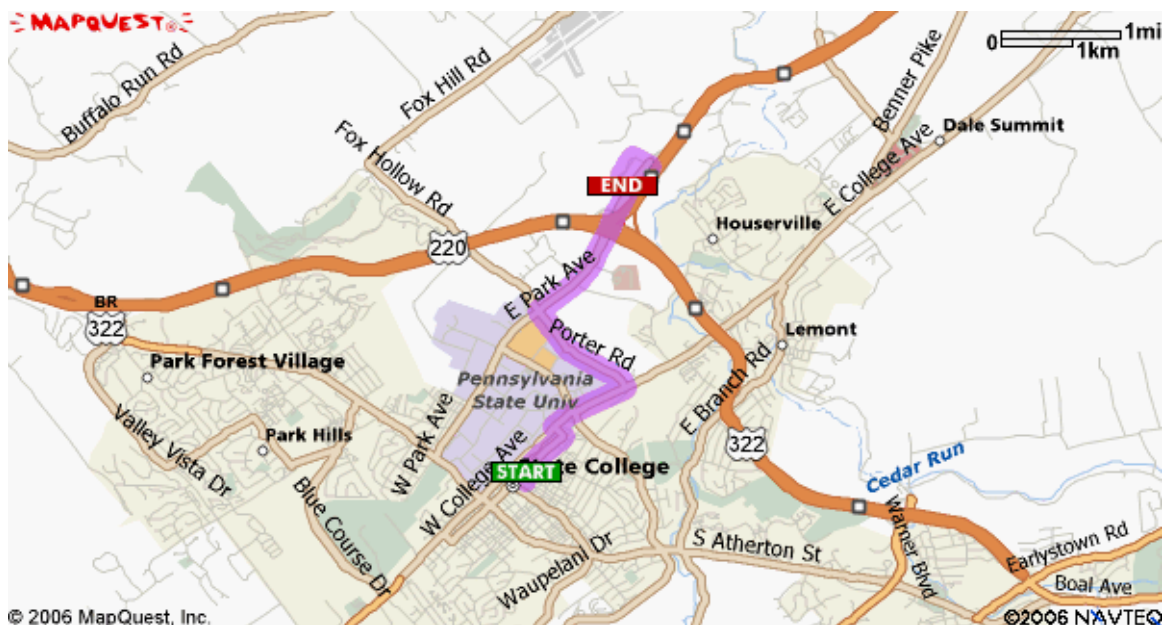 MAPQUEST
0 1mi
1km
Buffalo Run Rd
Fox Hill Rd
Benner Pike
Dale Summit
Fox Hollow Rd
E College Ave
END
Houserville
220
E Park Ave
BR
322
Porter Rd
Lemont
Park Forest Village
Pennsylvania
State Univ
E Branch Rd
Valley Vista Dr
W Park Ave
Park Hills
322
W College Ave
START
State College
Cedar Run
Blue Course Dr
Waupelani Dr
S Atherton St
Warner Blvd
Earlystown Rd
Boal Ave
© 2006 MapQuest, Inc.
©2006 NAVTEQ